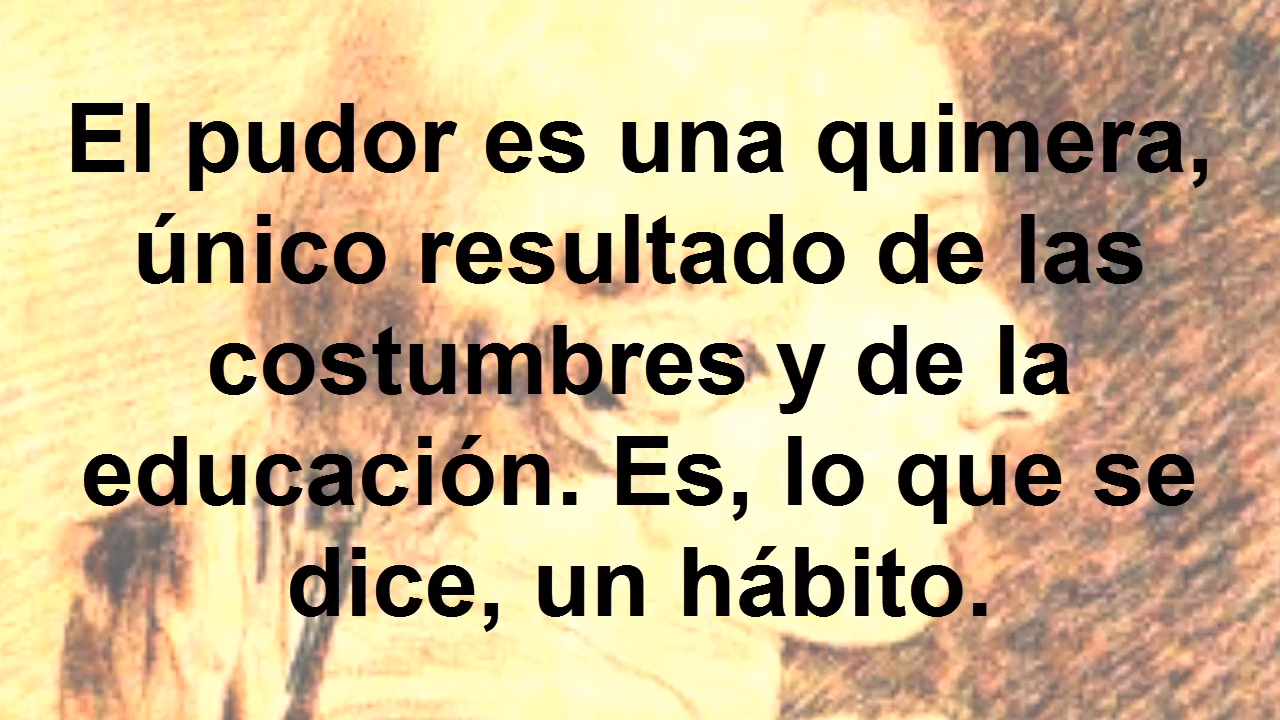 El pudor es una quimera,
único resultado de las
costumbres y de la
educación. Es, lo que se
dice, un hábito.